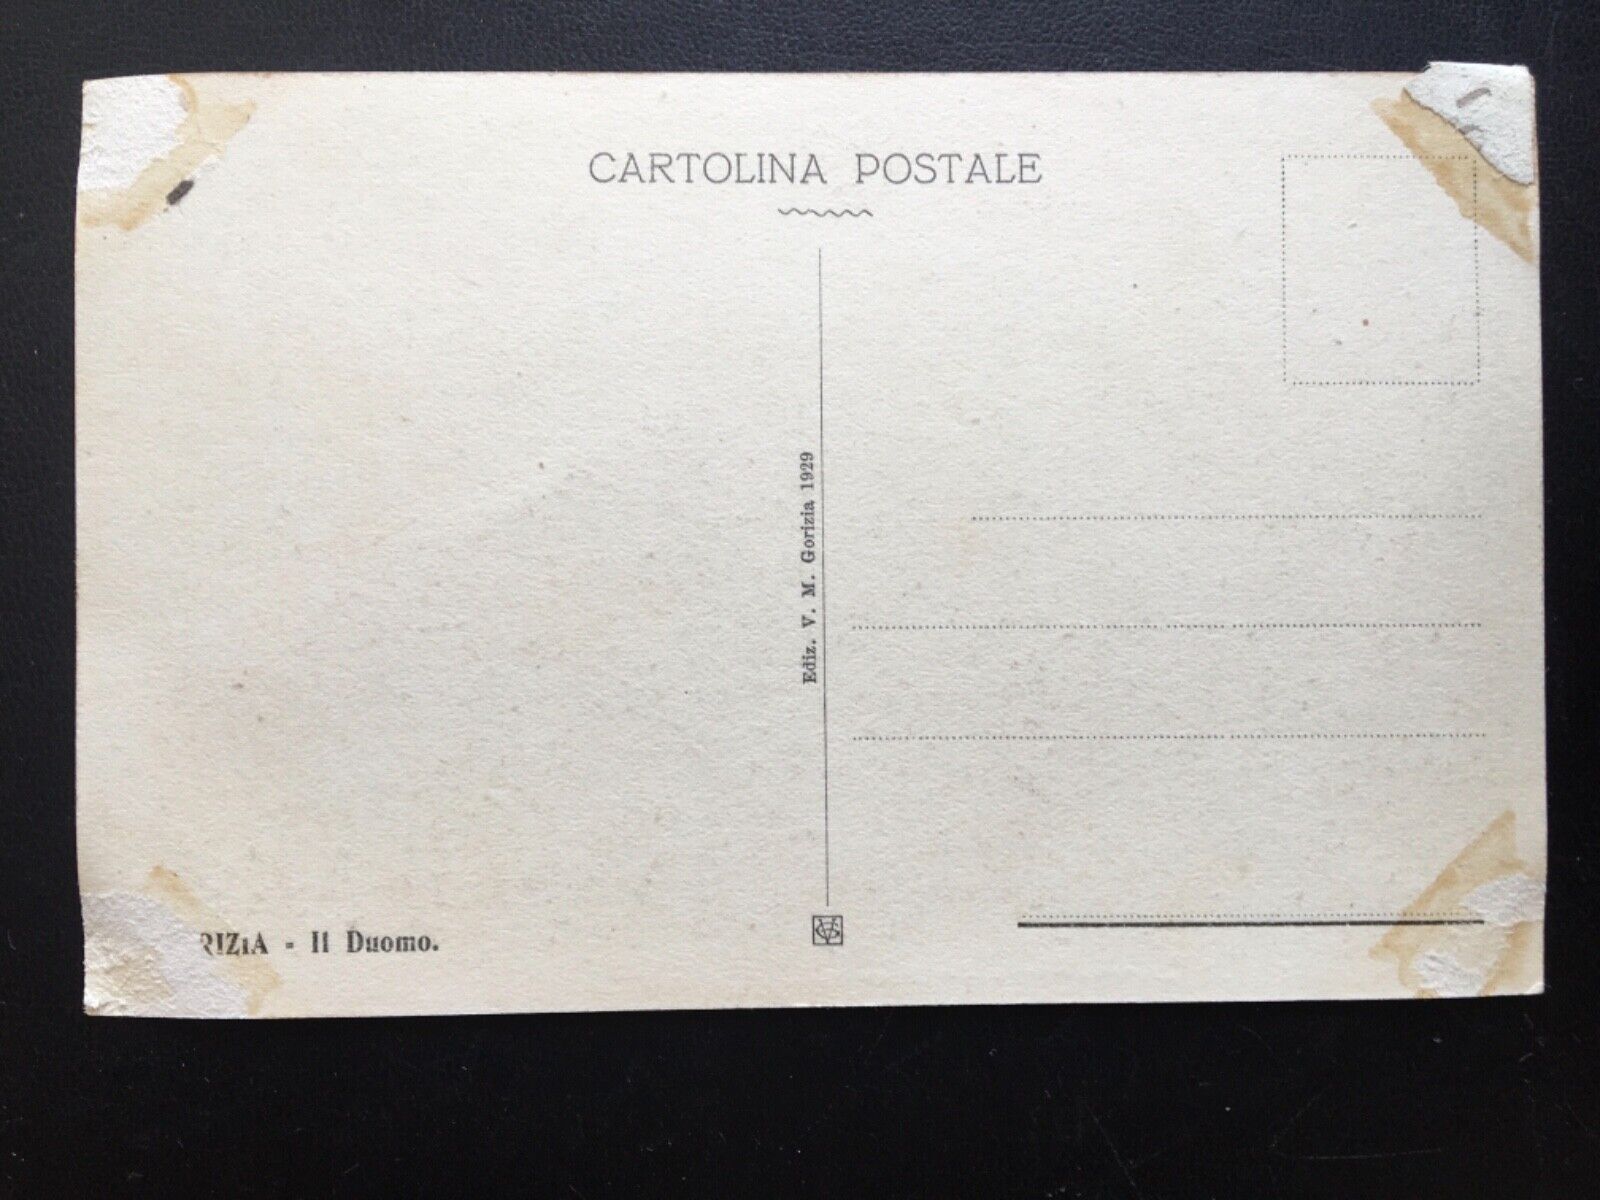 CARTOLINA POSTALE
Ediz. V. M. Gorizia 1929
RIZIA - Il Duomo.